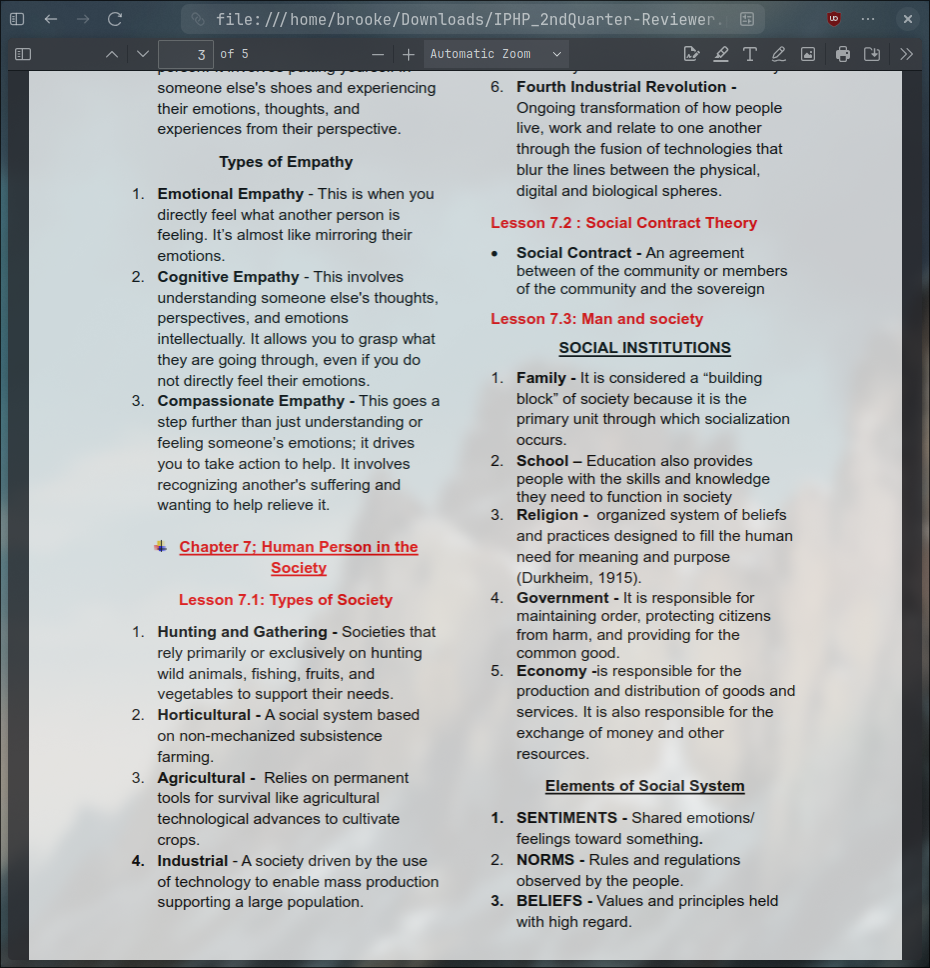 file:///home/brooke/Downloads/IPHP_2ndQuarter-Reviewer.
3 of 5
Automatic Zoom
someone else's shoes and experiencing
their emotions, thoughts, and
experiences from their perspective.
Types of Empathy
1. Emotional Empathy - This is when you
directly feel what another person is
feeling. It’s almost like mirroring their
emotions.
2. Cognitive Empathy - This involves
understanding someone else's thoughts,
perspectives, and emotions
intellectually. It allows you to grasp what
they are going through, even if you do
not directly feel their emotions.
3. Compassionate Empathy - This goes a
step further than just understanding or
feeling someone’s emotions; it drives
you to take action to help. It involves
recognizing another's suffering and
wanting to help relieve it.
Chapter 7; Human Person in the
Society
Lesson 7.1: Types of Society
1. Hunting and Gathering - Societies that
rely primarily or exclusively on hunting
wild animals, fishing, fruits, and
vegetables to support their needs.
2. Horticultural - A social system based
on non-mechanized subsistence
farming.
3. Agricultural - Relies on permanent
tools for survival like agricultural
technological advances to cultivate
crops.
4. Industrial - A society driven by the use
of technology to enable mass production
supporting a large population.
6. Fourth Industrial Revolution -
Ongoing transformation of how people
live, work and relate to one another
through the fusion of technologies that
blur the lines between the physical,
digital and biological spheres.
Lesson 7.2 : Social Contract Theory
• Social Contract - An agreement
between of the community or members
of the community and the sovereign
Lesson 7.3: Man and society
SOCIAL INSTITUTIONS
1. Family - It is considered a “building
block” of society because it is the
primary unit through which socialization
occurs.
2. School – Education also provides
people with the skills and knowledge
they need to function in society
3. Religion - organized system of beliefs
and practices designed to fill the human
need for meaning and purpose
(Durkheim, 1915).
4. Government - It is responsible for
maintaining order, protecting citizens
from harm, and providing for the
common good.
5. Economy -is responsible for the
production and distribution of goods and
services. It is also responsible for the
exchange of money and other
resources.
Elements of Social System
1. SENTIMENTS - Shared emotions/
feelings toward something.
2. NORMS - Rules and regulations
observed by the people.
3. BELIEFS - Values and principles held
with high regard.